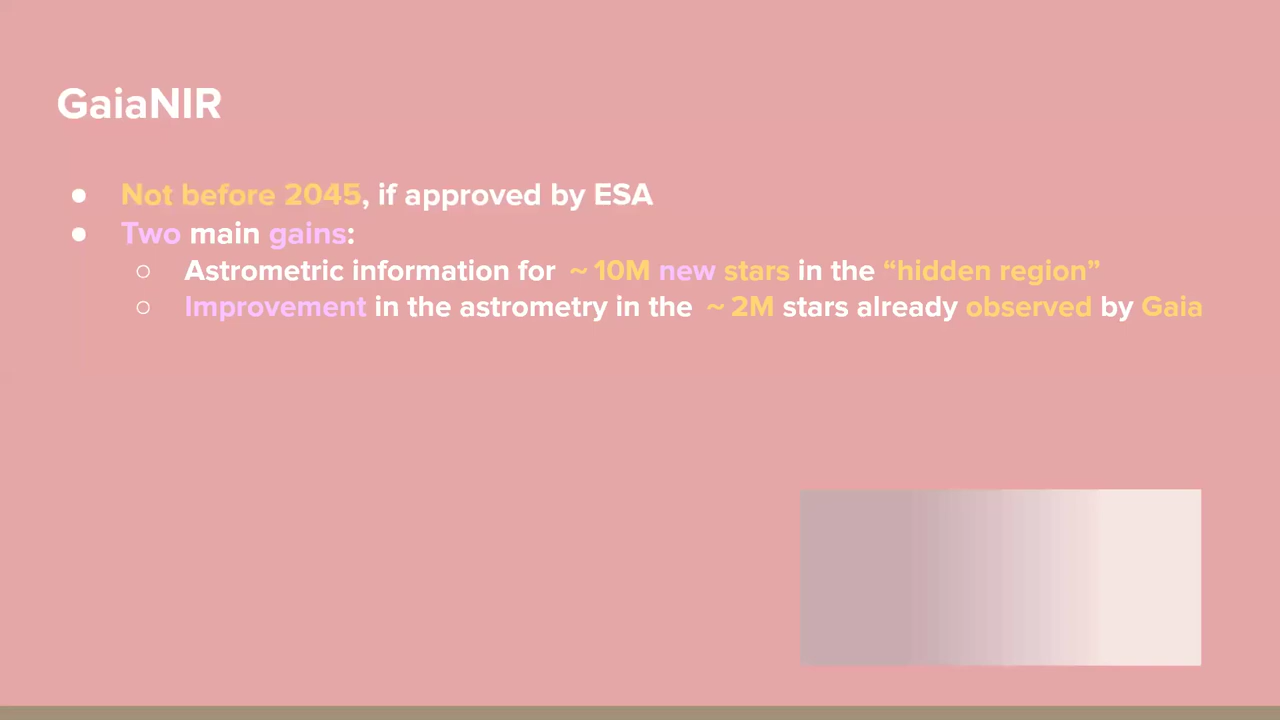 GaiaNIR
● Not before 2045, if approved by ESA
● Two main gains:
○ Astrometric information for ~ 10M new stars in the “hidden region”
○ Improvement in the astrometry in the ~ 2M stars already observed by Gaia